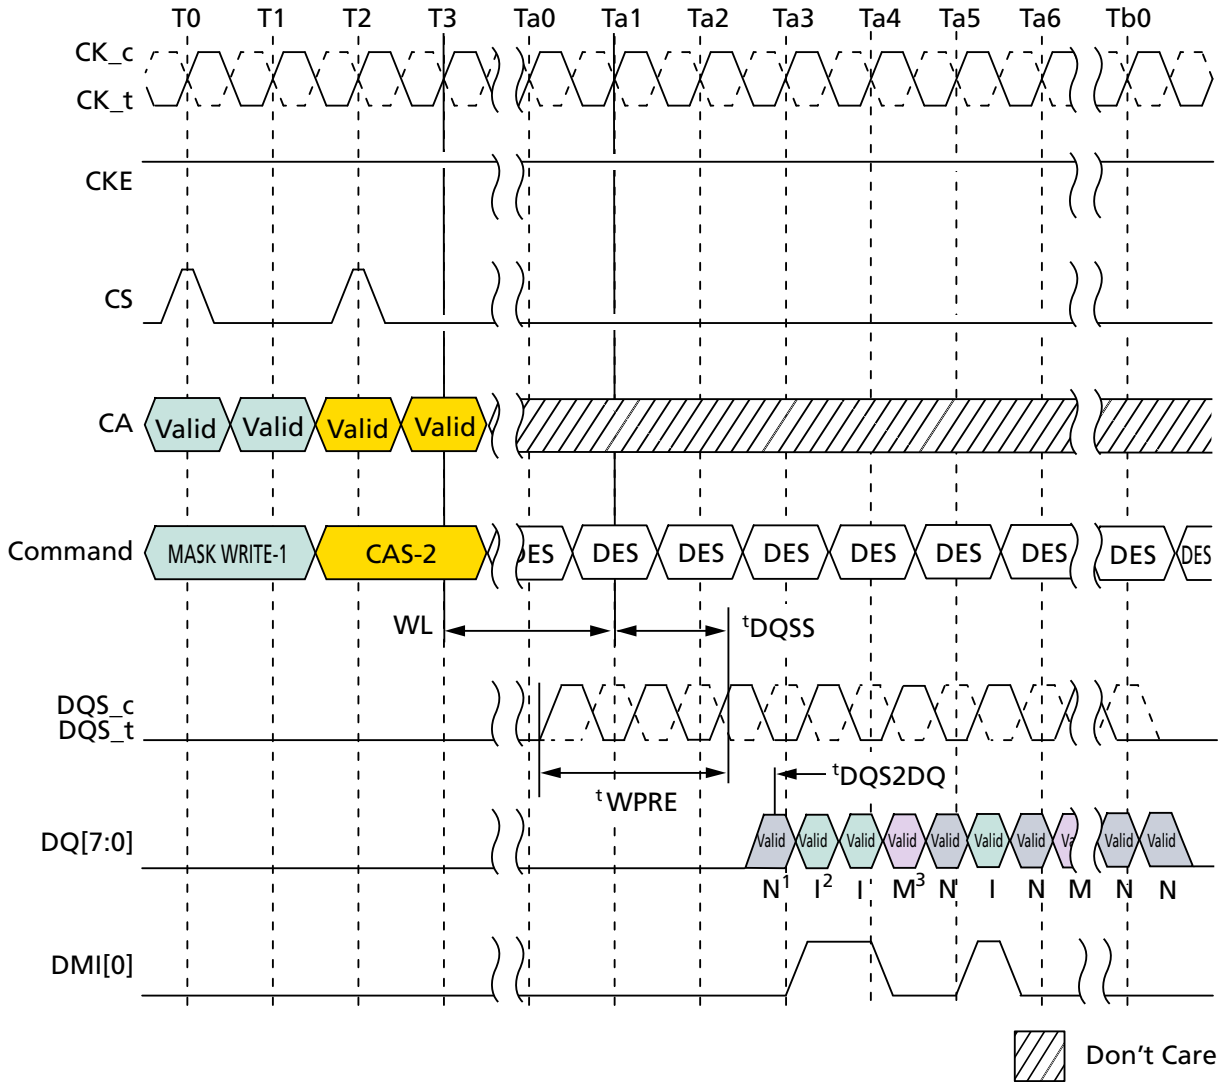 T0 T1 T2 T3 Ta0 Ta1 Ta2 Ta3 Ta4 Ta5 Ta6 Tb0
CK_c
CK_t
CKE
CS
CA Valid Valid Valid Valid
Command MASK WRITE-1 CAS-2 DES DES DES DES DES DES DES DES DES
WL tDQSS
DQS_c
DQS_t
tDQS2DQ
tWPRE
DQ[7:0] Valid Valid Valid Valid Valid Valid Valid Va Valid Valid
N1 I2 I M3 N I N M N N
DMI[0]
Don't Care